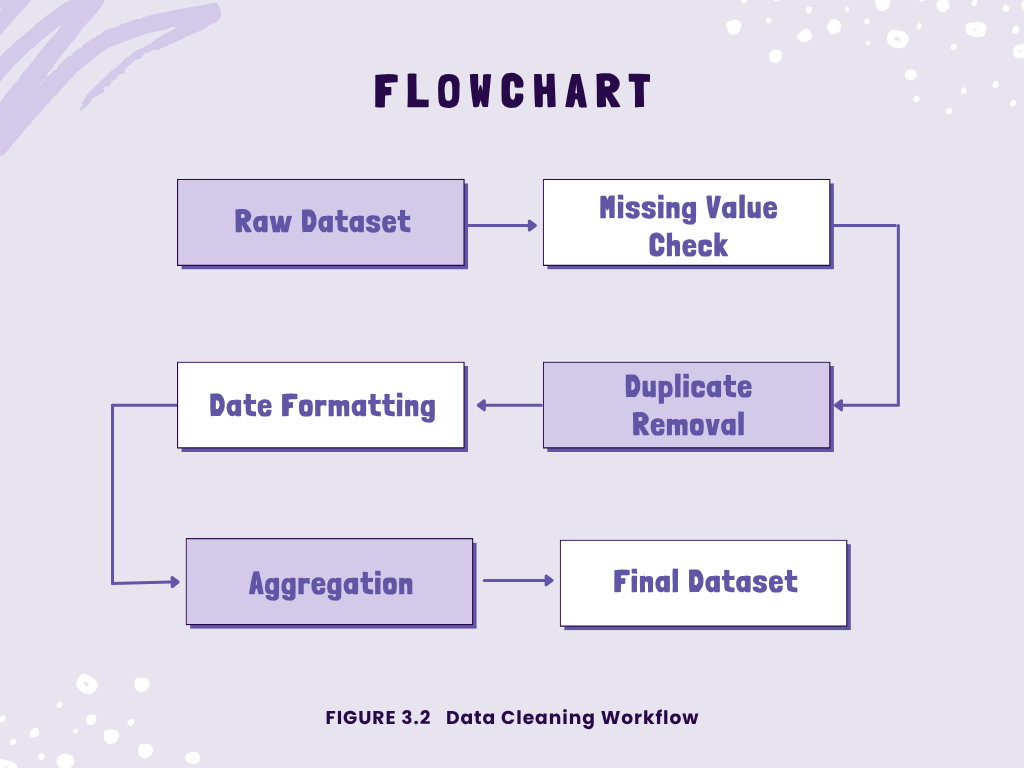 FLOWCHART
Raw Dataset
Missing Value
Check
Duplicate
Removal
Date Formatting
Aggregation
Final Dataset
FIGURE 3.2 Data Cleaning Workflow